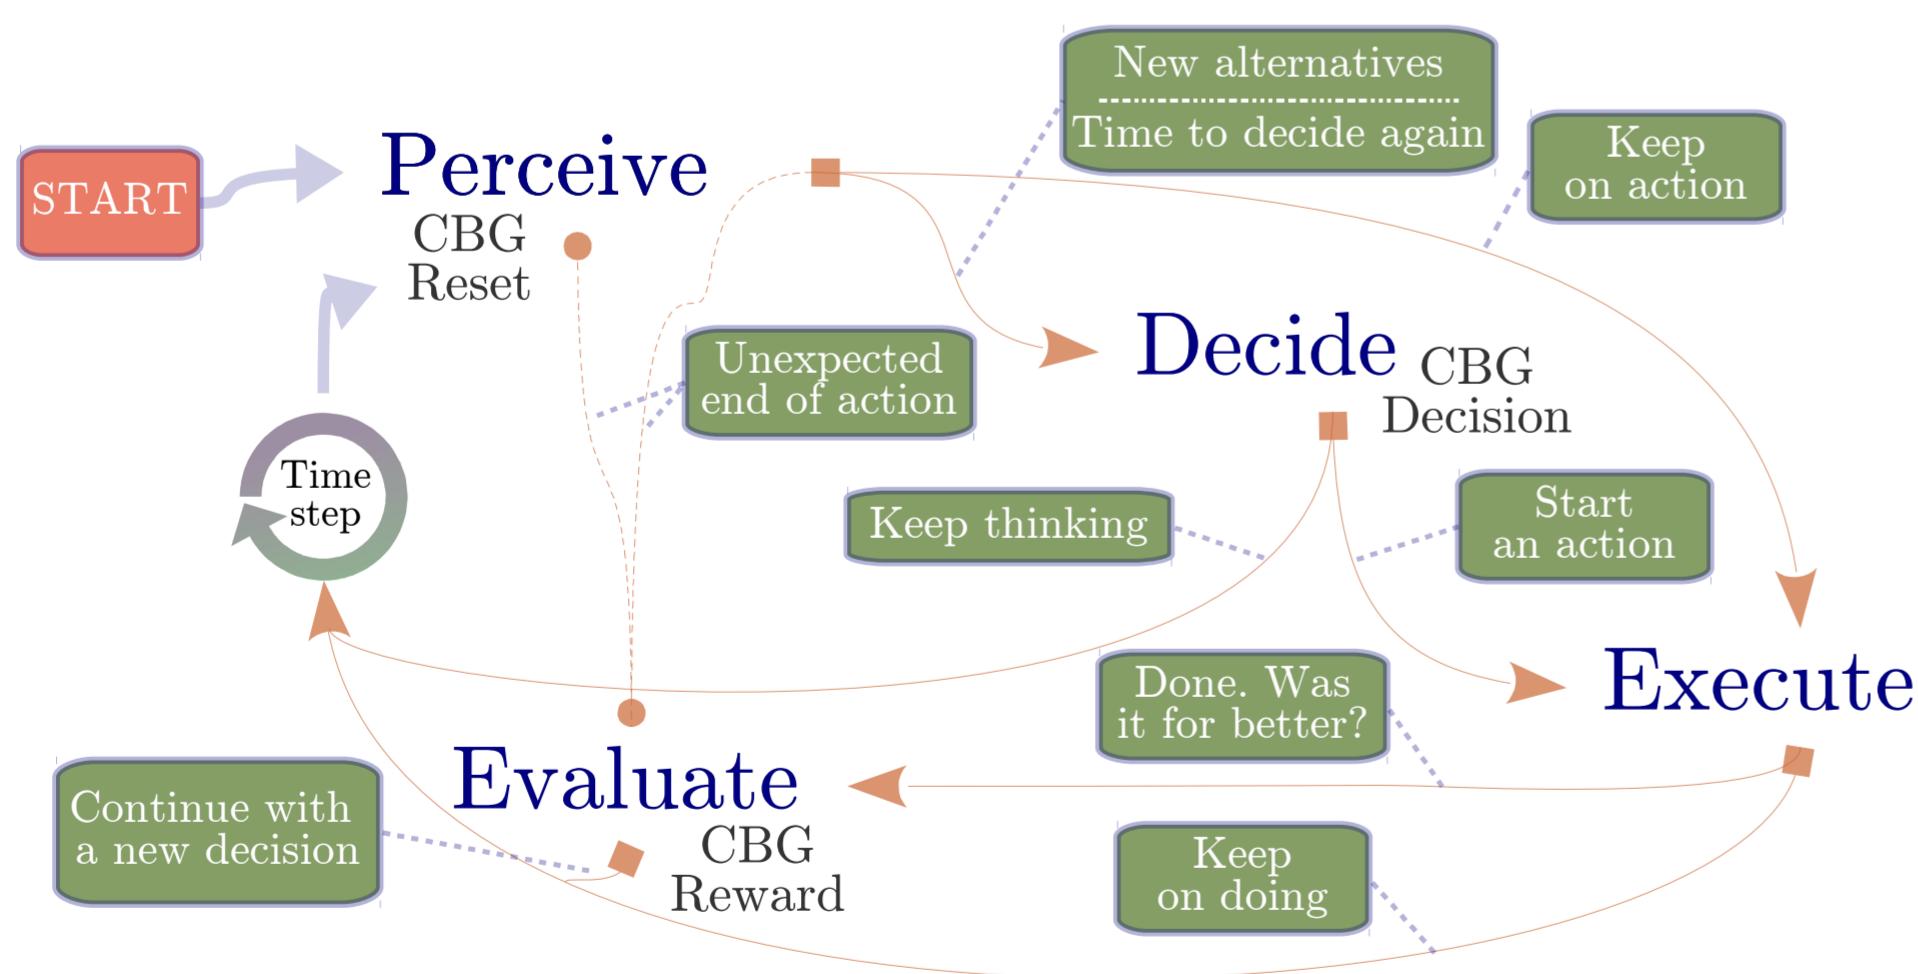 New alternatives
Time to decide again
Keep
on action
START
Perceive
CBG
Reset
Unexpected
end of action
Decide
CBG
Decision
Time
step
Keep thinking
Start
an action
Done. Was
it for better?
Execute
Evaluate
CBG
Reward
Continue with
a new decision
Keep
on doing